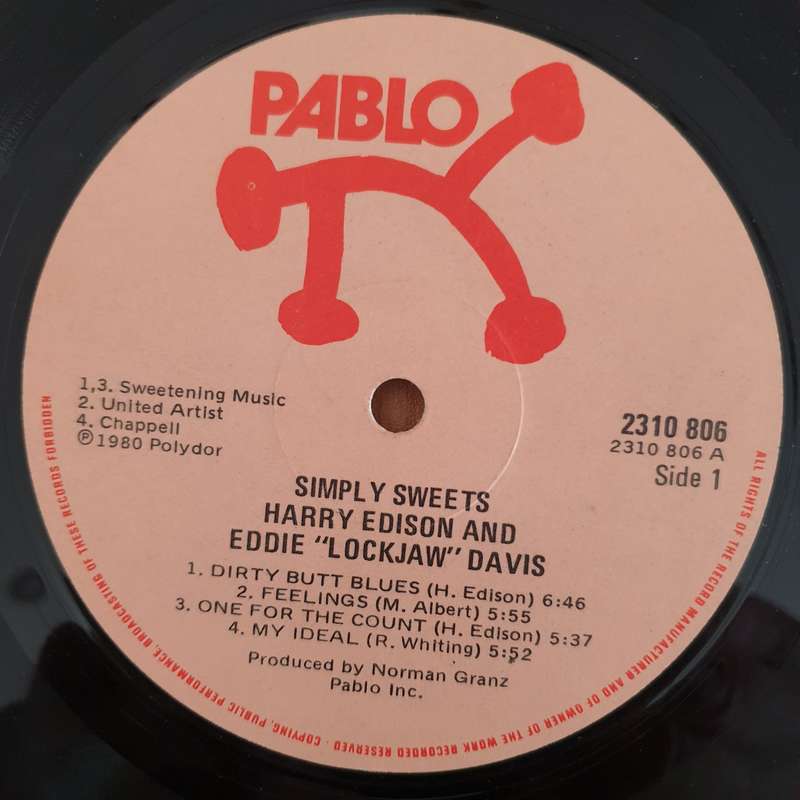 PABLO
1,3. Sweetening Music
2. United Artist
4. Chappell
℗1980 Polydor
2310 806
2310 806 A
Side 1
SIMPLY SWEETS
HARRY EDISON AND
EDDIE "LOCKJAW" DAVIS
1. DIRTY BUTT BLUES (H. Edison) 6:46
2. FEELINGS (M. Albert) 5:55
3. ONE FOR THE COUNT (H. Edison) 5:37
4. MY IDEAL (R. Whiting) 5:52
Produced by Norman Granz
Pablo Inc.
ALL RIGHTS OF THE RECORD MANUFACTURER AND OF OWNER OF THE WORK RECORDED RESERVED · COPYING, PUBLIC PERFORMANCE, BROADCASTING OF THESE RECORDS FORBIDDEN